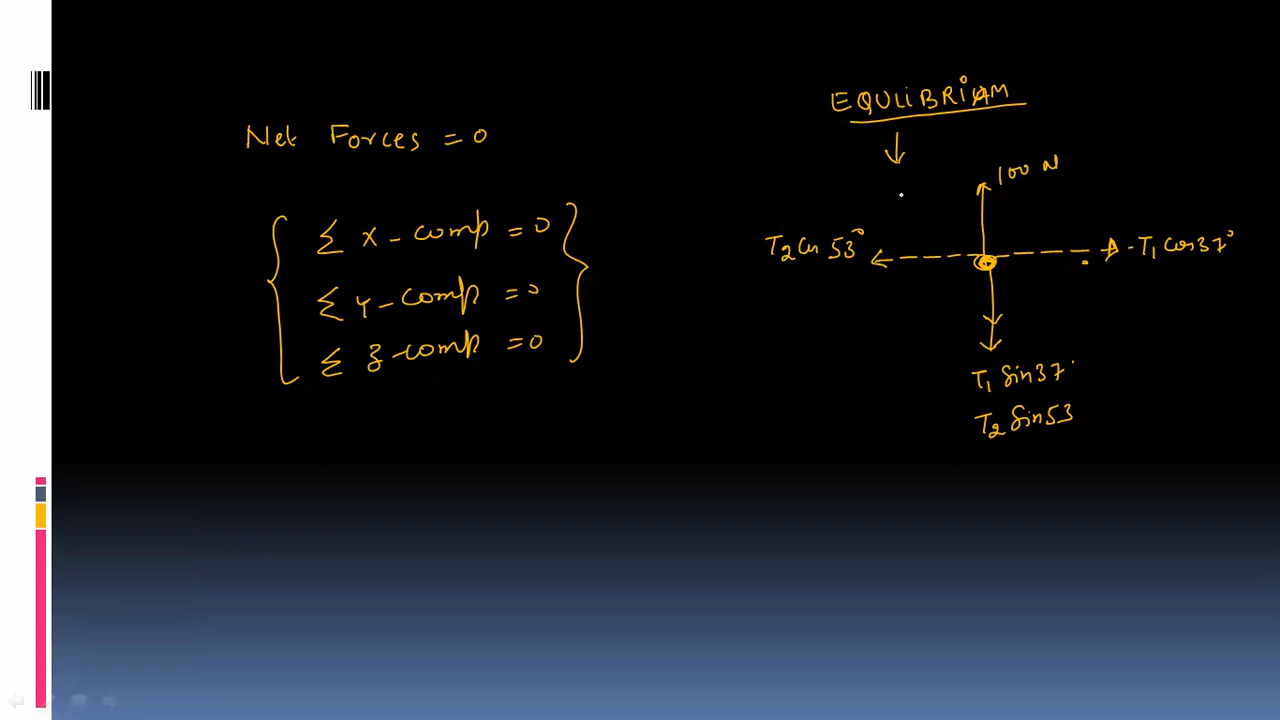 Net Forces = 0
Σ X - comp = 0
Σ Y - comp = 0
Σ Z - comp = 0
EQULIBRIAM
100 N
T₂ cos 53°
T₁ cos 37°
T₁ Sin 37°
T₂ Sin 53